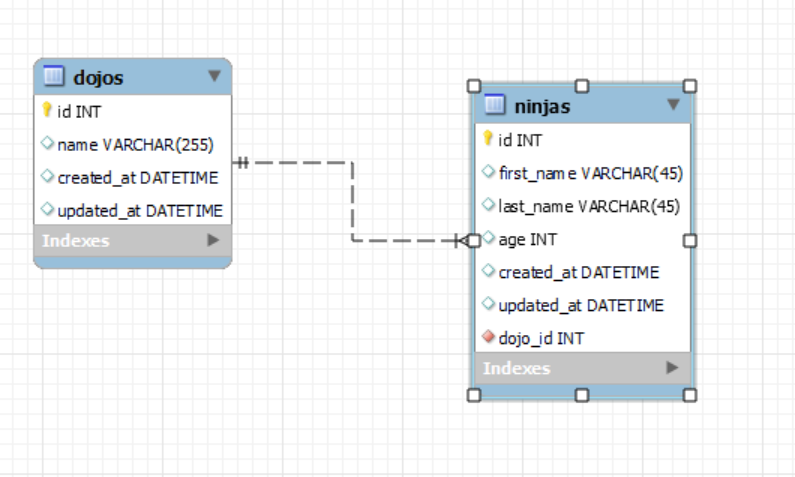 dojos
id INT
name VARCHAR(255)
created_at DATETIME
updated_at DATETIME
Indexes
ninjas
id INT
first_name VARCHAR(45)
last_name VARCHAR(45)
age INT
created_at DATETIME
updated_at DATETIME
dojo_id INT
Indexes